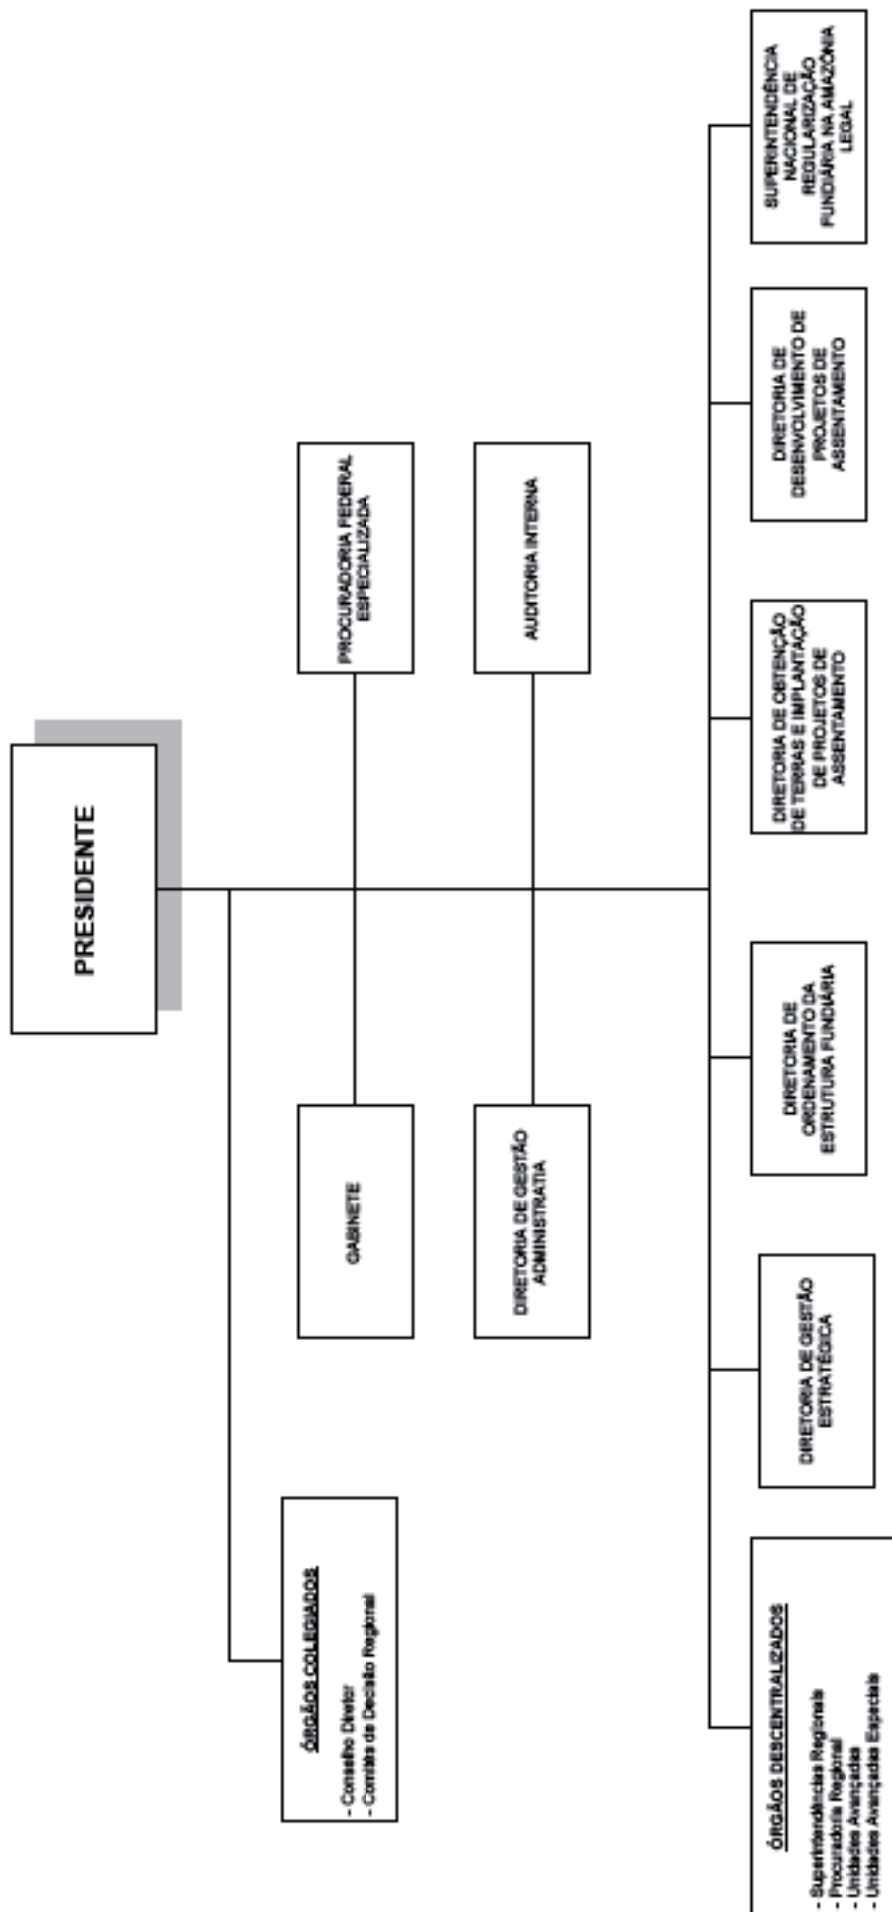 PRESIDENTE
ÓRGÃOS COLEGIADOS
- Conselho Diretor
- Comitês de Decisão Regional
GABINETE
PROCURADORIA FEDERAL
ESPECIALIZADA
DIRETORIA DE GESTÃO
ADMINISTRATIA
AUDITORIA INTERNA
ÓRGÃOS DESCENTRALIZADOS
- Superintendências Regionais
- Procuradoria Regional
- Unidades Avançadas
- Unidades Avançadas Especiais
DIRETORIA DE GESTÃO
ESTRATÉGICA
DIRETORIA DE
ORDENAMENTO DA
ESTRUTURA FUNDIÁRIA
DIRETORIA DE OBTENÇÃO
DE TERRAS E IMPLANTAÇÃO
DE PROJETOS DE
ASSENTAMENTO
DIRETORIA DE
DESENVOLVIMENTO DE
PROJETOS DE
ASSENTAMENTO
SUPERINTENDÊNCIA
NACIONAL DE
REGULARIZAÇÃO
FUNDIÁRIA NA AMAZÔNIA
LEGAL